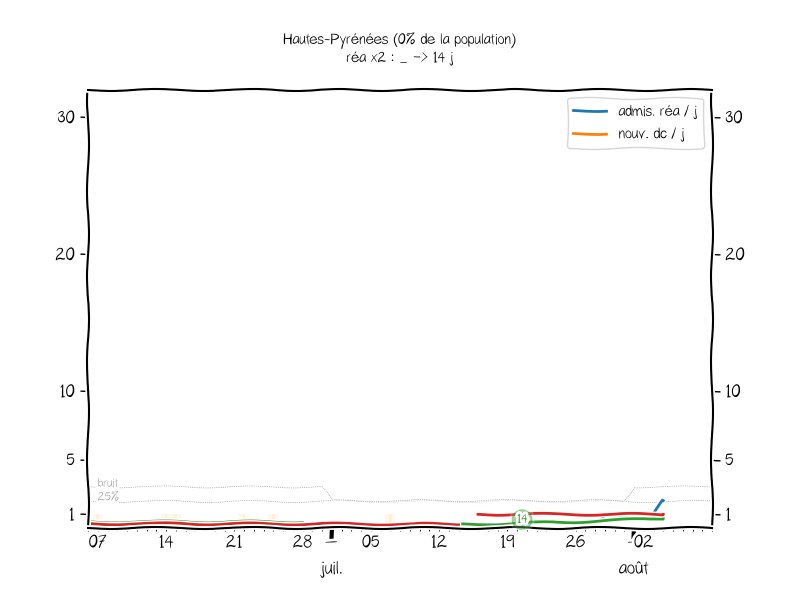 Hautes-Pyrénées (0% de la population)
réa x2 : _ -> 14 j
admis. réa / j
nouv. dc / j
30
30
20
20
10
10
5
5
bruit
25%
1
14
1
07 14 21 28 05 12 19 26 02
juil. août